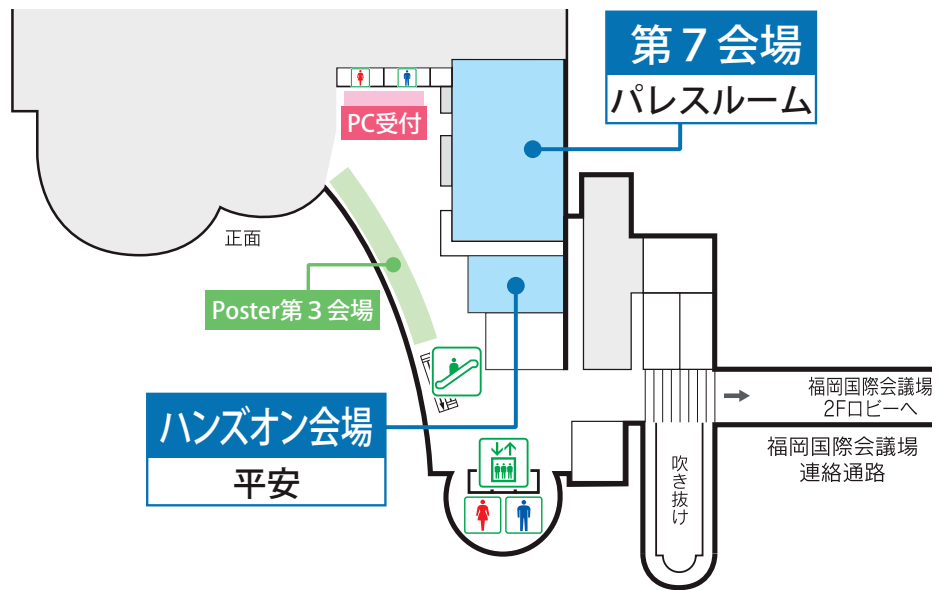 第７会場
パレスルーム
PC受付
正面
Poster第３会場
ハンズオン会場
平安
福岡国際会議場
2Fロビーへ
福岡国際会議場
連絡通路
吹き抜け